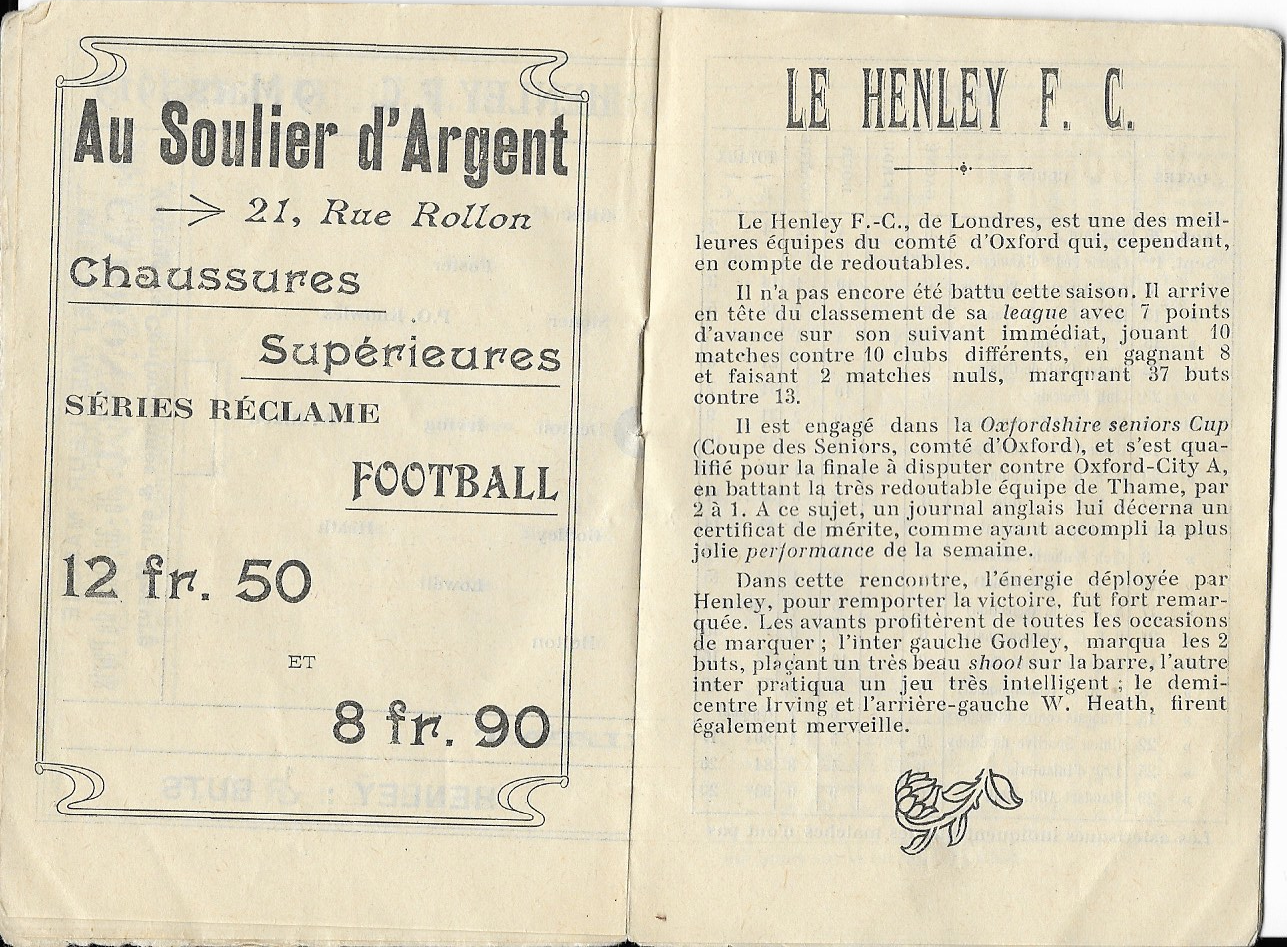 Au Soulier d'Argent
21, Rue Rollon
Chaussures
Supérieures
SÉRIES RÉCLAME
FOOTBALL
12 fr. 50
ET
8 fr. 90
LE HENLEY F. C.
Le Henley F.-C., de Londres, est une des meil-
leures équipes du comté d'Oxford qui, cependant,
en compte de redoutables.
Il n'a pas encore été battu cette saison. Il arrive
en tête du classement de sa league avec 7 points
d'avance sur son suivant immédiat, jouant 10
matches contre 10 clubs différents, en gagnant 8
et faisant 2 matches nuls, marquant 37 buts
contre 13.
Il est engagé dans la Oxfordshire seniors Cup
(Coupe des Seniors, comté d'Oxford), et s'est qua-
lifié pour la finale à disputer contre Oxford-City A,
en battant la très redoutable équipe de Thame, par
2 à 1. A ce sujet, un journal anglais lui décerna un
certificat de mérite, comme ayant accompli la plus
jolie performance de la semaine.
Dans cette rencontre, l'énergie déployée par
Henley, pour remporter la victoire, fut fort remar-
quée. Les avants profitèrent de toutes les occasions
de marquer ; l'inter gauche Godley, marqua les 2
buts, plaçant un très beau shoot sur la barre, l'autre
inter pratiqua un jeu très intelligent ; le demi-
centre Irving et l'arrière-gauche W. Heath, firent
également merveille.